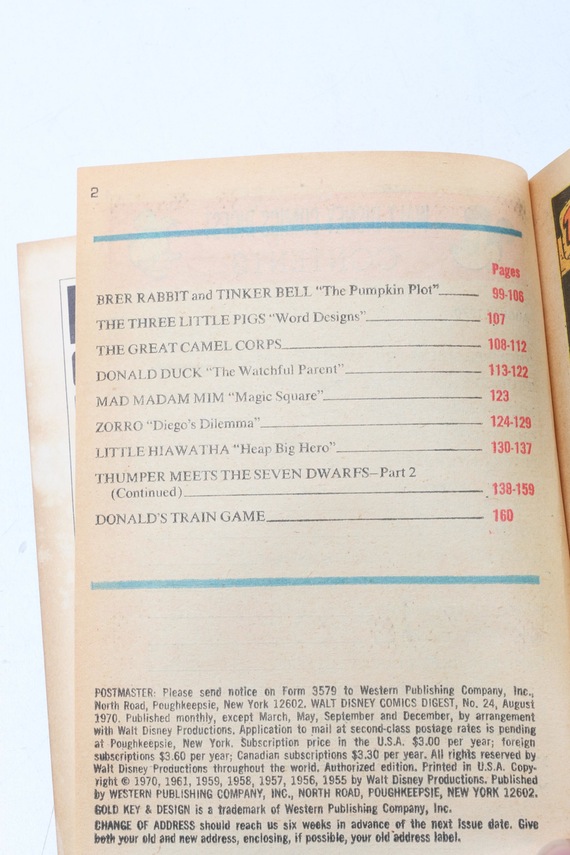 2
Pages
BRER RABBIT and TINKER BELL "The Pumpkin Plot" 99-106
THE THREE LITTLE PIGS "Word Designs" 107
THE GREAT CAMEL CORPS 108-112
DONALD DUCK "The Watchful Parent" 113-122
MAD MADAM MIM "Magic Square" 123
ZORRO "Diego's Dilemma" 124-129
LITTLE HIAWATHA "Heap Big Hero" 130-137
THUMPER MEETS THE SEVEN DWARFS—Part 2
(Continued) 138-159
DONALD'S TRAIN GAME 160
POSTMASTER: Please send notice on Form 3579 to Western Publishing Company, Inc.,
North Road, Poughkeepsie, New York 12602. WALT DISNEY COMICS DIGEST, No. 24, August
1970. Published monthly, except March, May, September and December, by arrangement
with Walt Disney Productions. Application to mail at second-class postage rates is pending
at Poughkeepsie, New York. Subscription price in the U.S.A. $3.00 per year; foreign
subscriptions $3.60 per year; Canadian subscriptions $3.30 per year. All rights reserved by
Walt Disney Productions throughout the world. Authorized edition. Printed in U.S.A. Copy-
right © 1970, 1961, 1959, 1958, 1957, 1956, 1955 by Walt Disney Productions. Published
by WESTERN PUBLISHING COMPANY, INC., NORTH ROAD, POUGHKEEPSIE, NEW YORK 12602.
GOLD KEY & DESIGN is a trademark of Western Publishing Company, Inc.
CHANGE OF ADDRESS should reach us six weeks in advance of the next issue date. Give
both your old and new address, enclosing, if possible, your old address label.